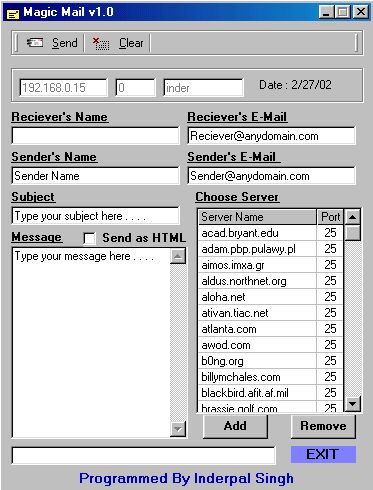 Magic Mail v1.0
Send Clear
192.168.0.15 0 inder Date : 2/27/02
Reciever's Name Reciever's E-Mail
Reciever@anydomain.com
Sender's Name Sender's E-Mail
Sender Name Sender@anydomain.com
Subject Choose Server
Type your subject here . . . .
Message Send as HTML
Type your message here . . . .
Server Name Port
acad.bryant.edu 25
adam.pbp.pulawy.pl 25
aimos.imxa.gr 25
aldus.northnet.org 25
aloha.net 25
ativan.tiac.net 25
atlanta.com 25
awod.com 25
b0ng.org 25
billymchales.com 25
blackbird.afit.af.mil 25
brassie.golf.com 25
Add Remove
EXIT
Programmed By Inderpal Singh